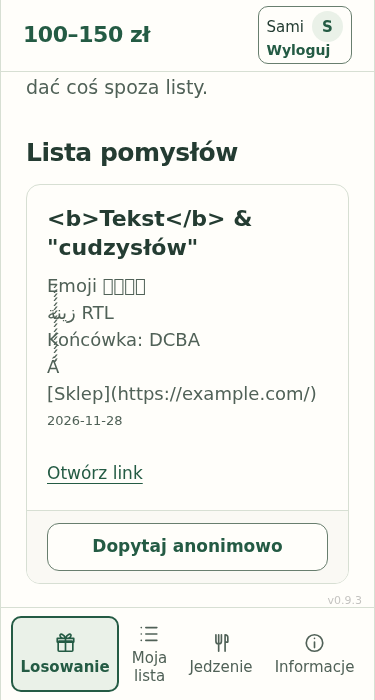 100–150 zł
Sami S
Wyloguj
dać coś spoza listy.
Lista pomysłów
<b>Tekst</b> &
"cudzysłów"
Emoji
زينة RTL
Końcówka: DCBA
Á
[Sklep](https://example.com/)
2026-11-28
Otwórz link
Dopytaj anonimowo
v0.9.3
Losowanie
Moja
lista
Jedzenie
Informacje